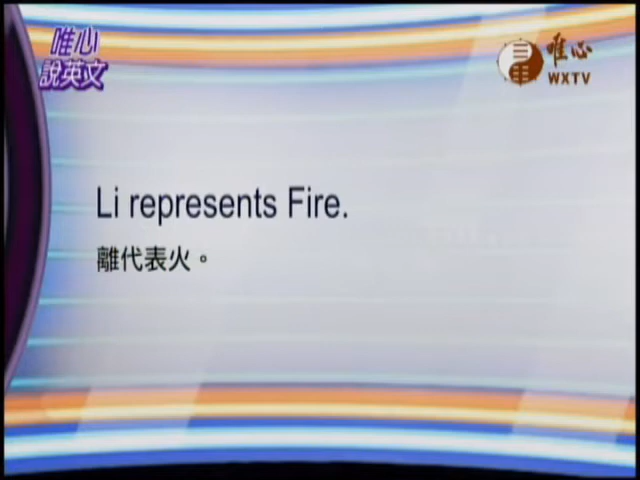 唯心
說英文
唯心
WXTV
Li represents Fire.
離代表火。